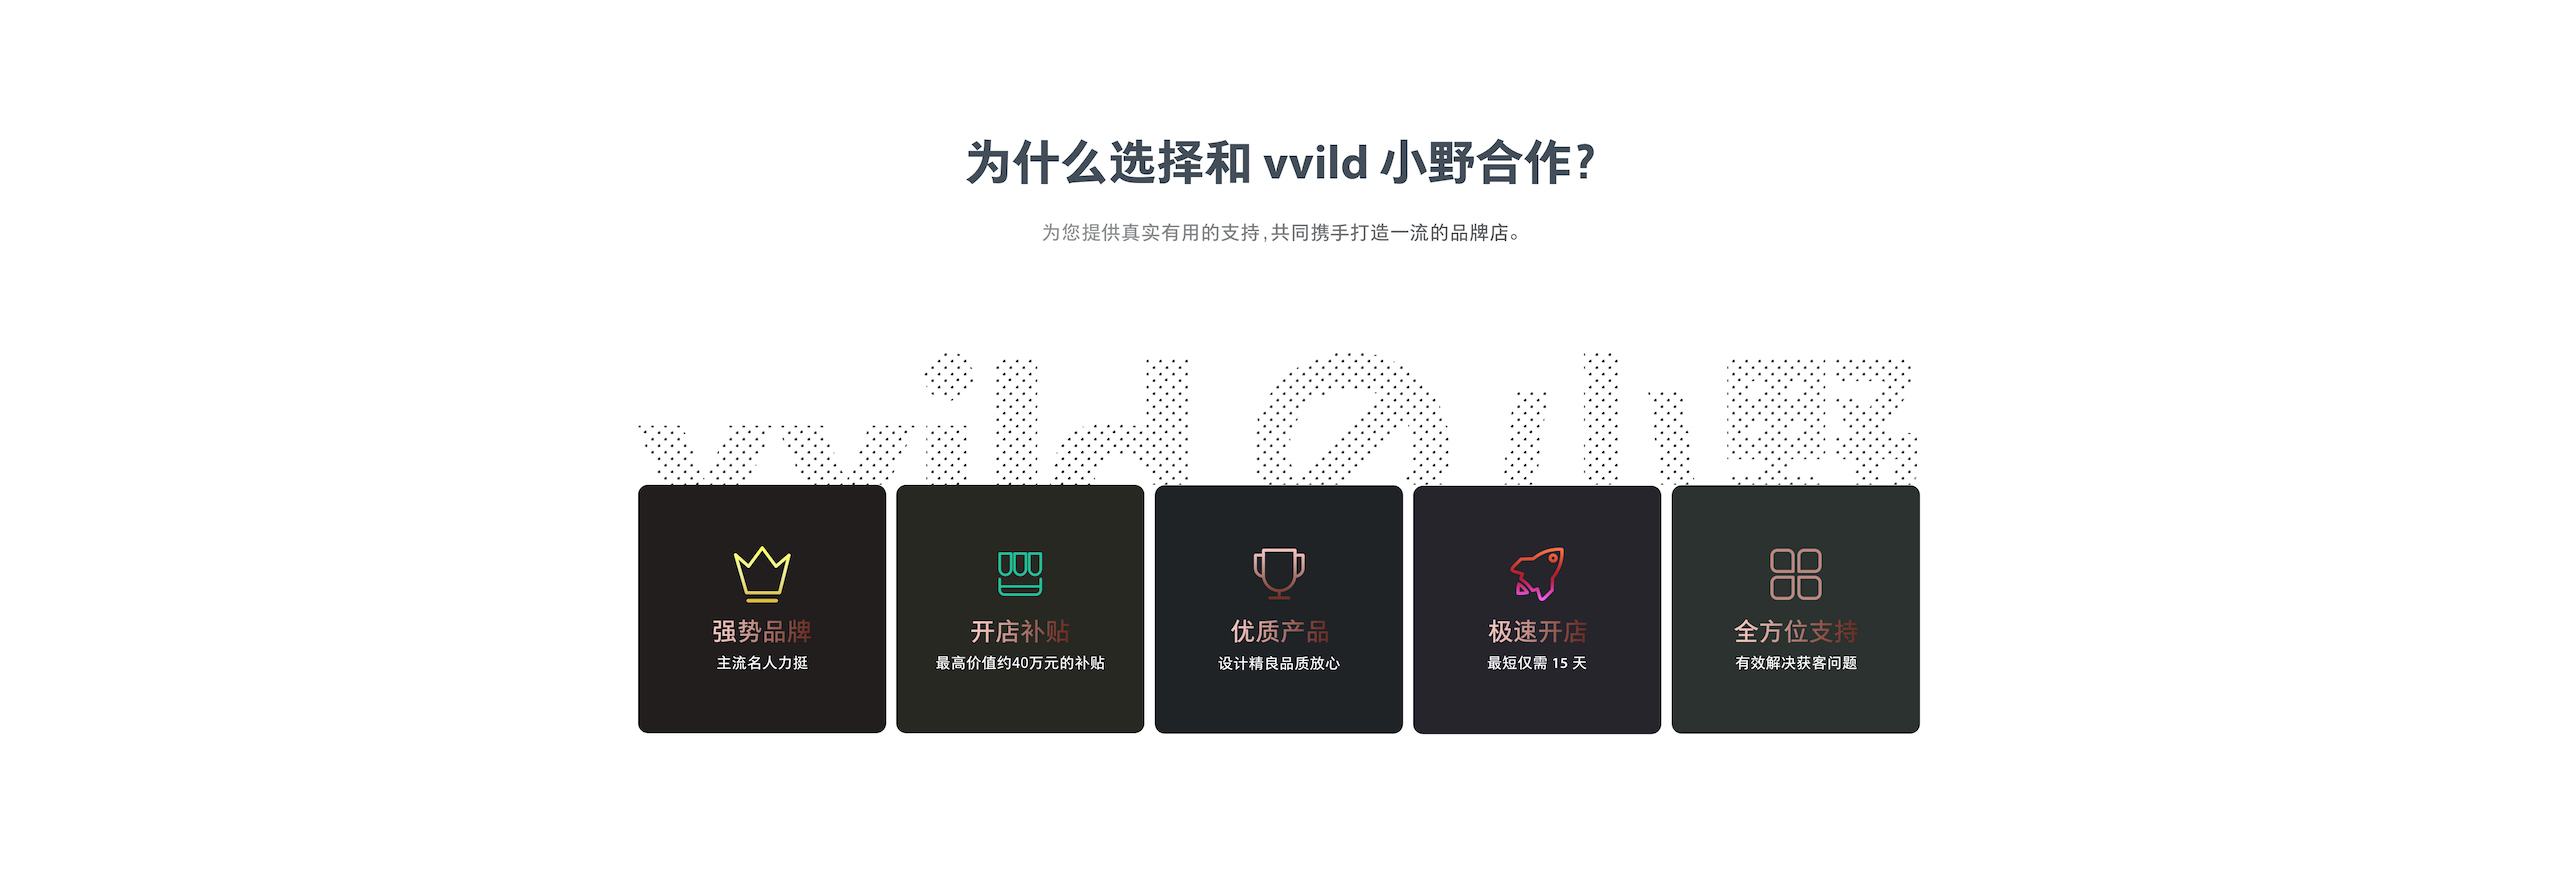 为什么选择和 vvild 小野合作?
为您提供真实有用的支持,共同携手打造一流的品牌店。
vvild 小野
强势品牌
主流名人力挺
开店补贴
最高价值约40万元的补贴
优质产品
设计精良品质放心
极速开店
最短仅需 15 天
全方位支持
有效解决获客问题